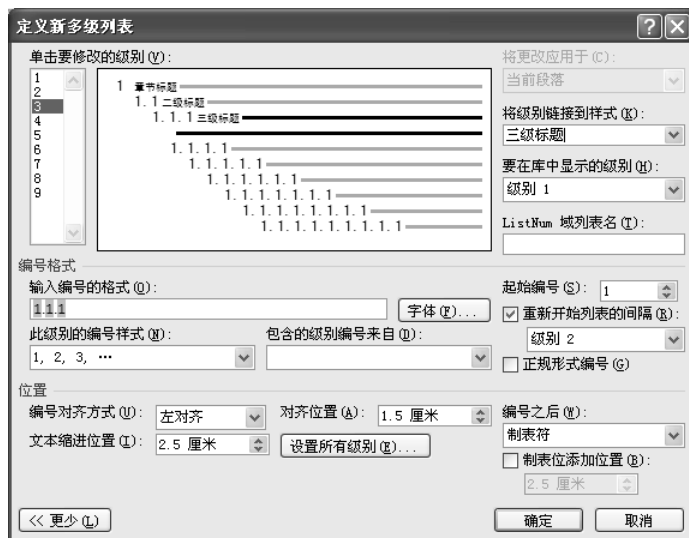 定义新多级列表
单击要修改的级别(V):
1
2
3
4
5
6
7
8
9
1 章节标题
1.1 二级标题
1.1.1 三级标题
1.1.1.1
1.1.1.1.1
1.1.1.1.1.1
1.1.1.1.1.1.1
1.1.1.1.1.1.1.1
1.1.1.1.1.1.1.1.1
将更改应用于(C):
当前段落
将级别链接到样式(K):
三级标题
要在库中显示的级别(H):
级别 1
ListNum 域列表名(T):
编号格式
输入编号的格式(O):
1.1.1
字体(F)...
此级别的编号样式(N):
1, 2, 3, …
包含的级别编号来自(D):
起始编号(S): 1
重新开始列表的间隔(R):
级别 2
正规形式编号(G)
位置
编号对齐方式(U): 左对齐
对齐位置(A): 1.5 厘米
文本缩进位置(I): 2.5 厘米
设置所有级别(E)...
编号之后(W):
制表符
制表位添加位置(B):
2.5 厘米
<< 更少(L)
确定
取消